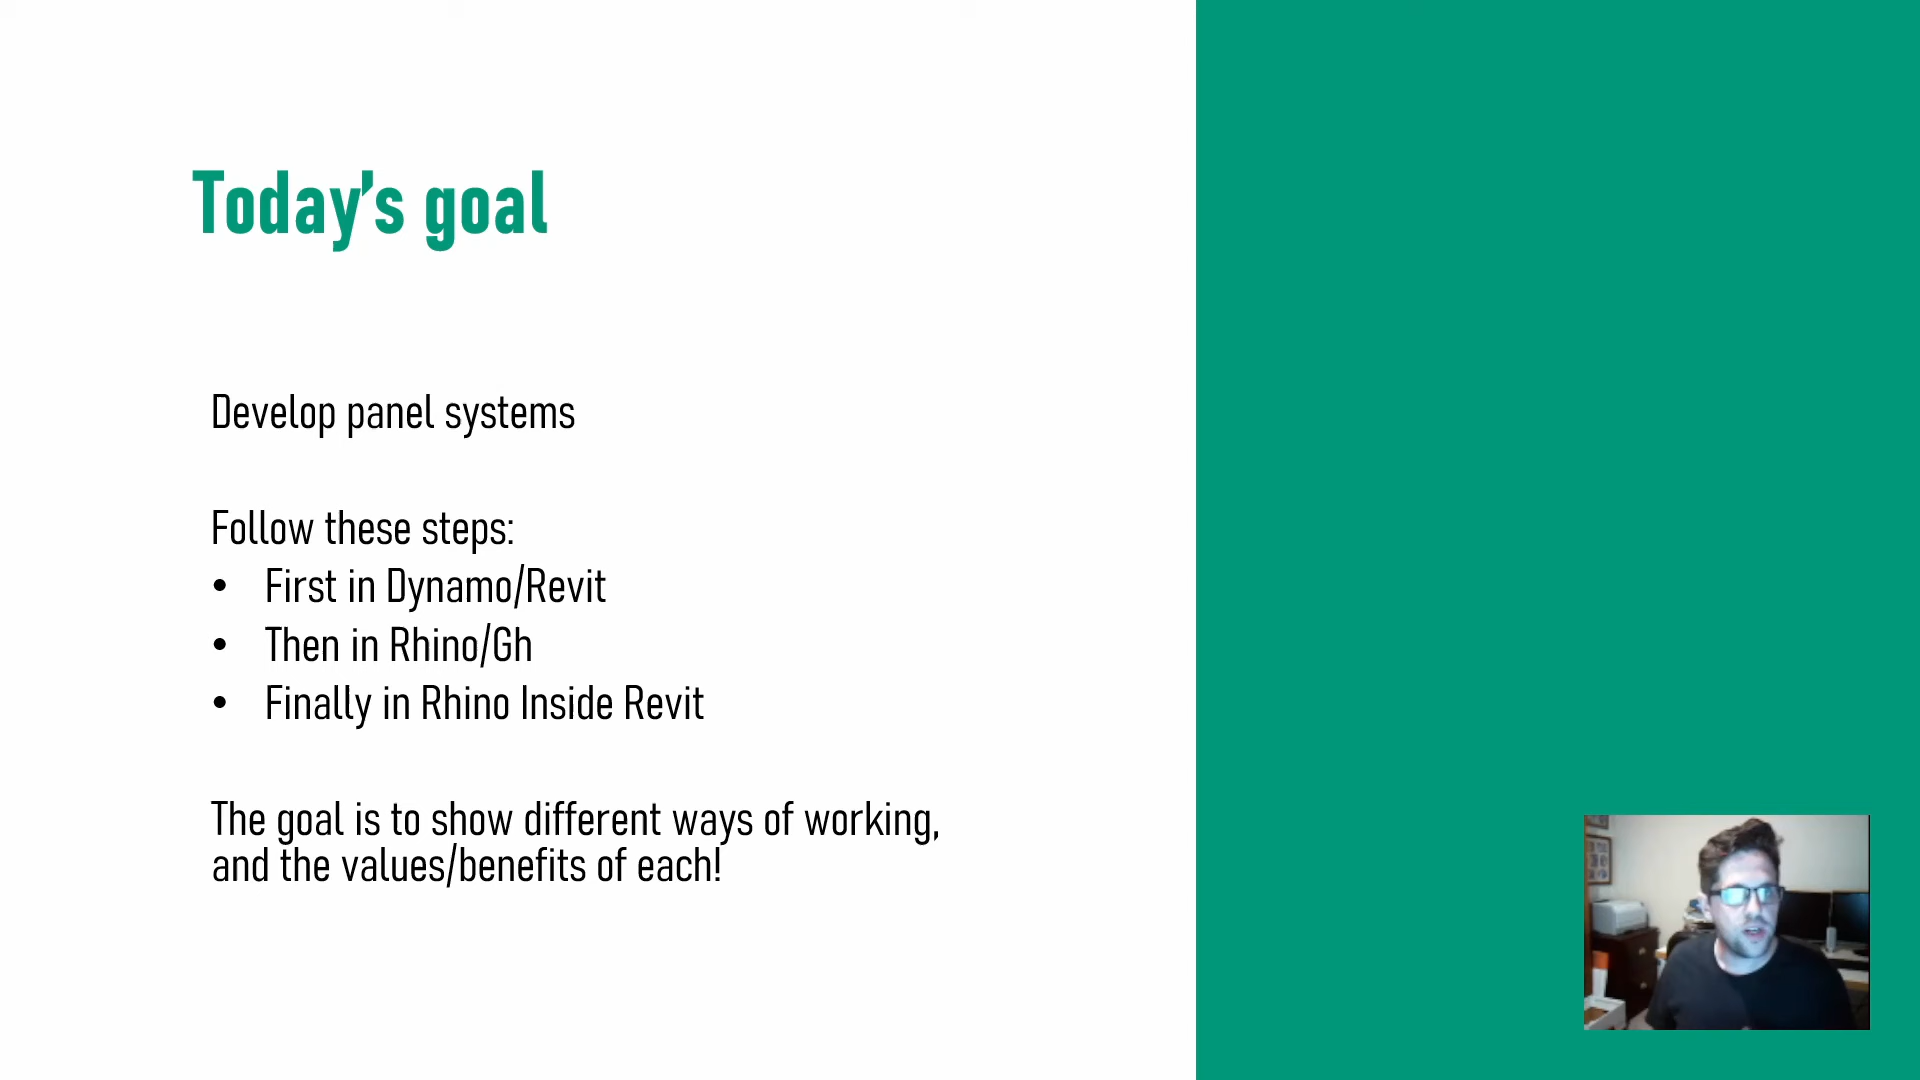 Today’s goal
Develop panel systems
Follow these steps:
• First in Dynamo/Revit
• Then in Rhino/Gh
• Finally in Rhino Inside Revit
The goal is to show different ways of working,
and the values/benefits of each!